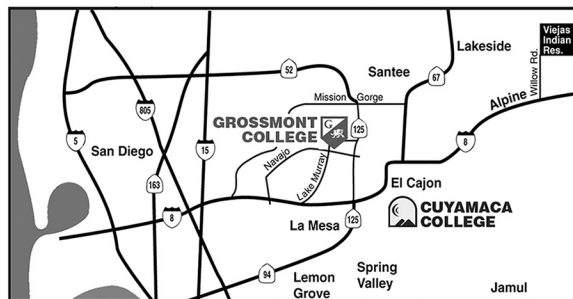 Viejas
Indian
Res.
Lakeside
Willow Rd.
52
Santee
67
Alpine
Mission Gorge
805
GROSSMONT
COLLEGE
G
125
5
San Diego
15
8
Navajo
Lake Murray
163
El Cajon
CUYAMACA
COLLEGE
8
La Mesa
125
94
Lemon
Grove
Spring
Valley
Jamul